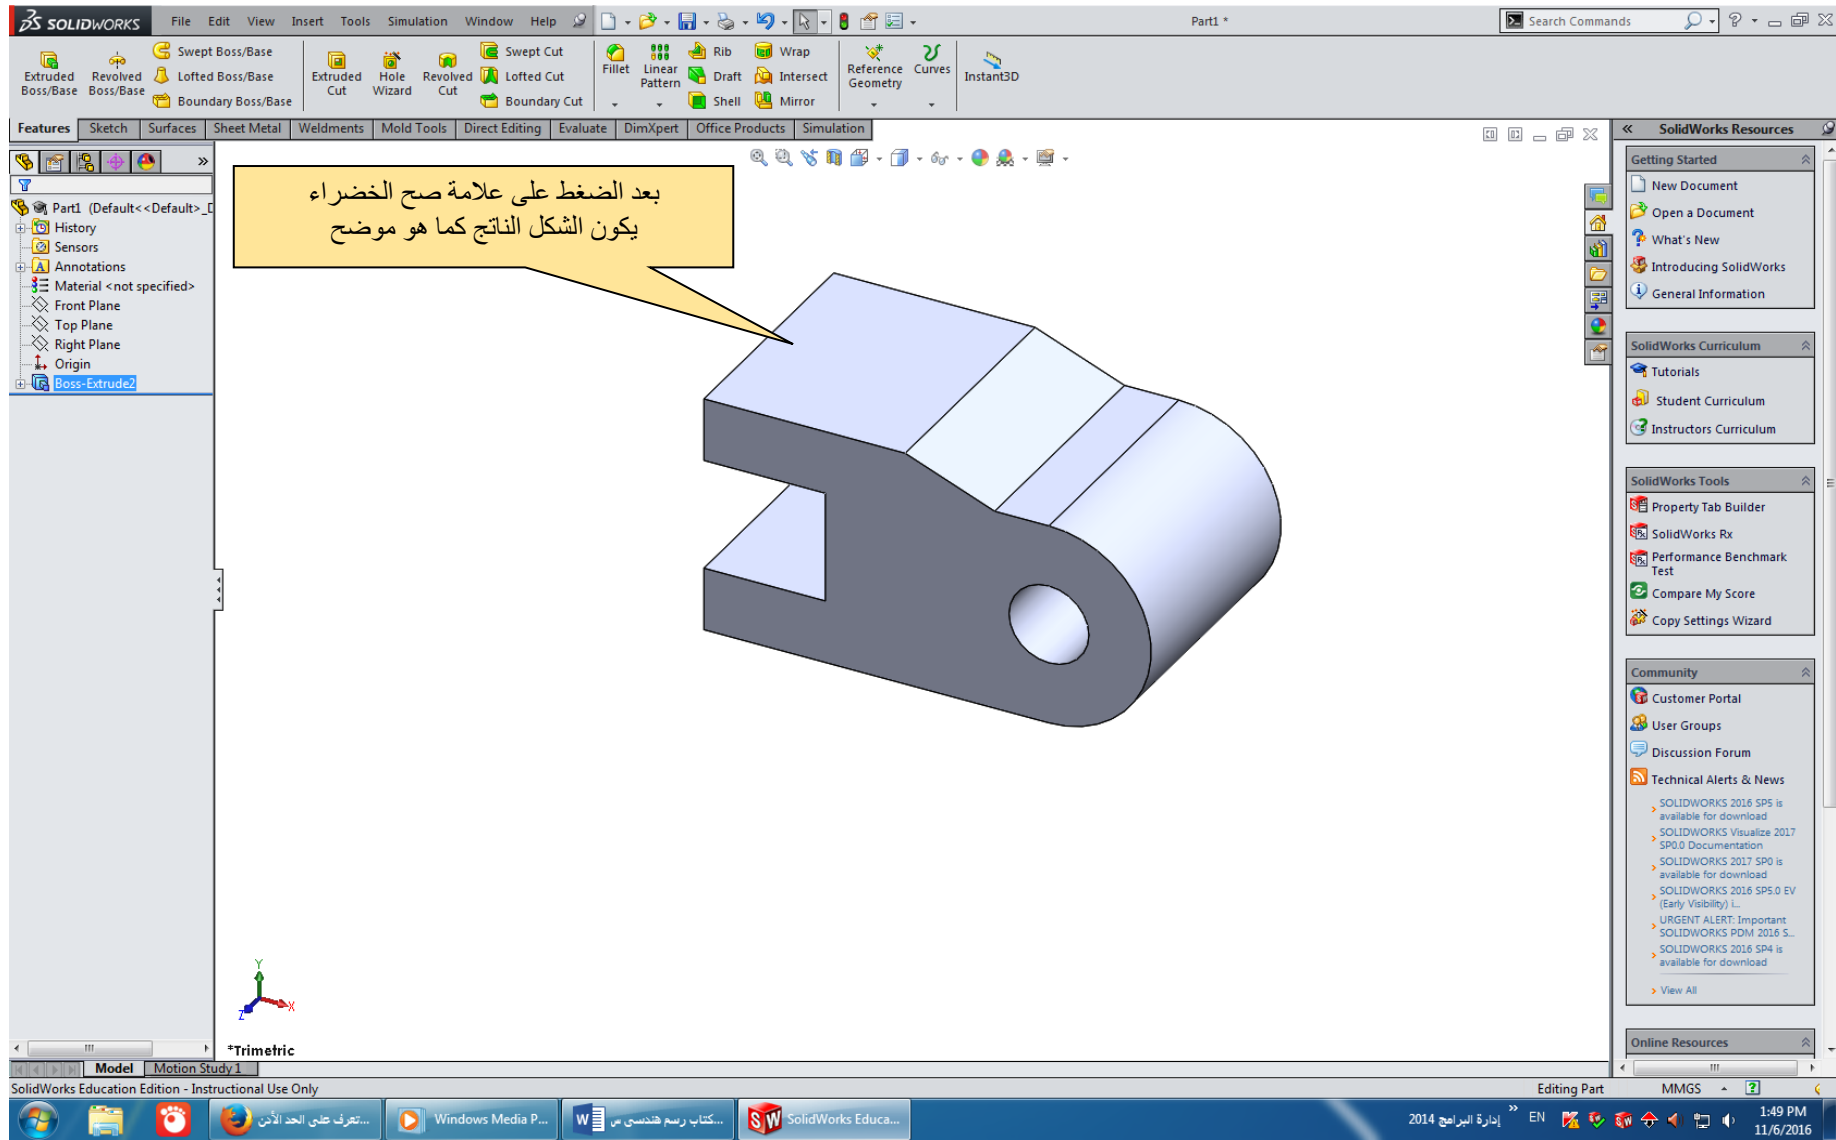 SOLIDWORKS File Edit View Insert Tools Simulation Window Help Part1 * Search Commands
Extruded Boss/Base
Revolved Boss/Base
Swept Boss/Base
Lofted Boss/Base
Boundary Boss/Base
Extruded Cut
Hole Wizard
Revolved Cut
Swept Cut
Lofted Cut
Boundary Cut
Fillet
Linear Pattern
Rib
Draft
Shell
Wrap
Intersect
Mirror
Reference Geometry
Curves
Instant3D
Features Sketch Surfaces Sheet Metal Weldments Mold Tools Direct Editing Evaluate DimXpert Office Products Simulation
Part1 (Default<<Default>_D
History
Sensors
Annotations
Material <not specified>
Front Plane
Top Plane
Right Plane
Origin
Boss-Extrude2
بعد الضغط على علامة صح الخضراء
يكون الشكل الناتج كما هو موضح
Y
X
Z
*Trimetric
SolidWorks Resources
Getting Started
New Document
Open a Document
What's New
Introducing SolidWorks
General Information
SolidWorks Curriculum
Tutorials
Student Curriculum
Instructors Curriculum
SolidWorks Tools
Property Tab Builder
SolidWorks Rx
Performance Benchmark
Test
Compare My Score
Copy Settings Wizard
Community
Customer Portal
User Groups
Discussion Forum
Technical Alerts & News
SOLIDWORKS 2016 SP5 is
available for download
SOLIDWORKS Visualize 2017
SP0.0 Documentation
SOLIDWORKS 2017 SP0 is
available for download
SOLIDWORKS 2016 SP5.0 EV
(Early Visibility) i...
URGENT ALERT: Important
SOLIDWORKS PDM 2016 S...
SOLIDWORKS 2016 SP4 is
available for download
View All
Online Resources
Model Motion Study 1
SolidWorks Education Edition - Instructional Use Only Editing Part MMGS
تعرف على الحد الأدن...
Windows Media P...
كتاب رسم هندسي س...
SolidWorks Educa...
إدارة البرامج 2014
EN
1:49 PM
11/6/2016